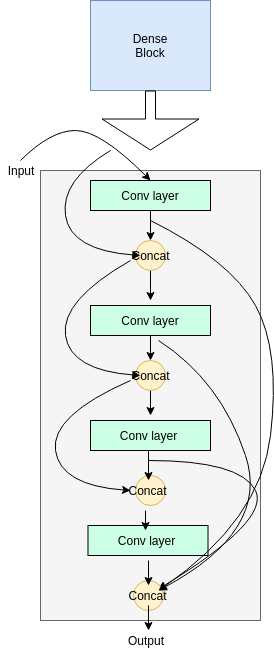 Dense
Block
Input
Conv layer
Concat
Conv layer
Concat
Conv layer
Concat
Conv layer
Concat
Output